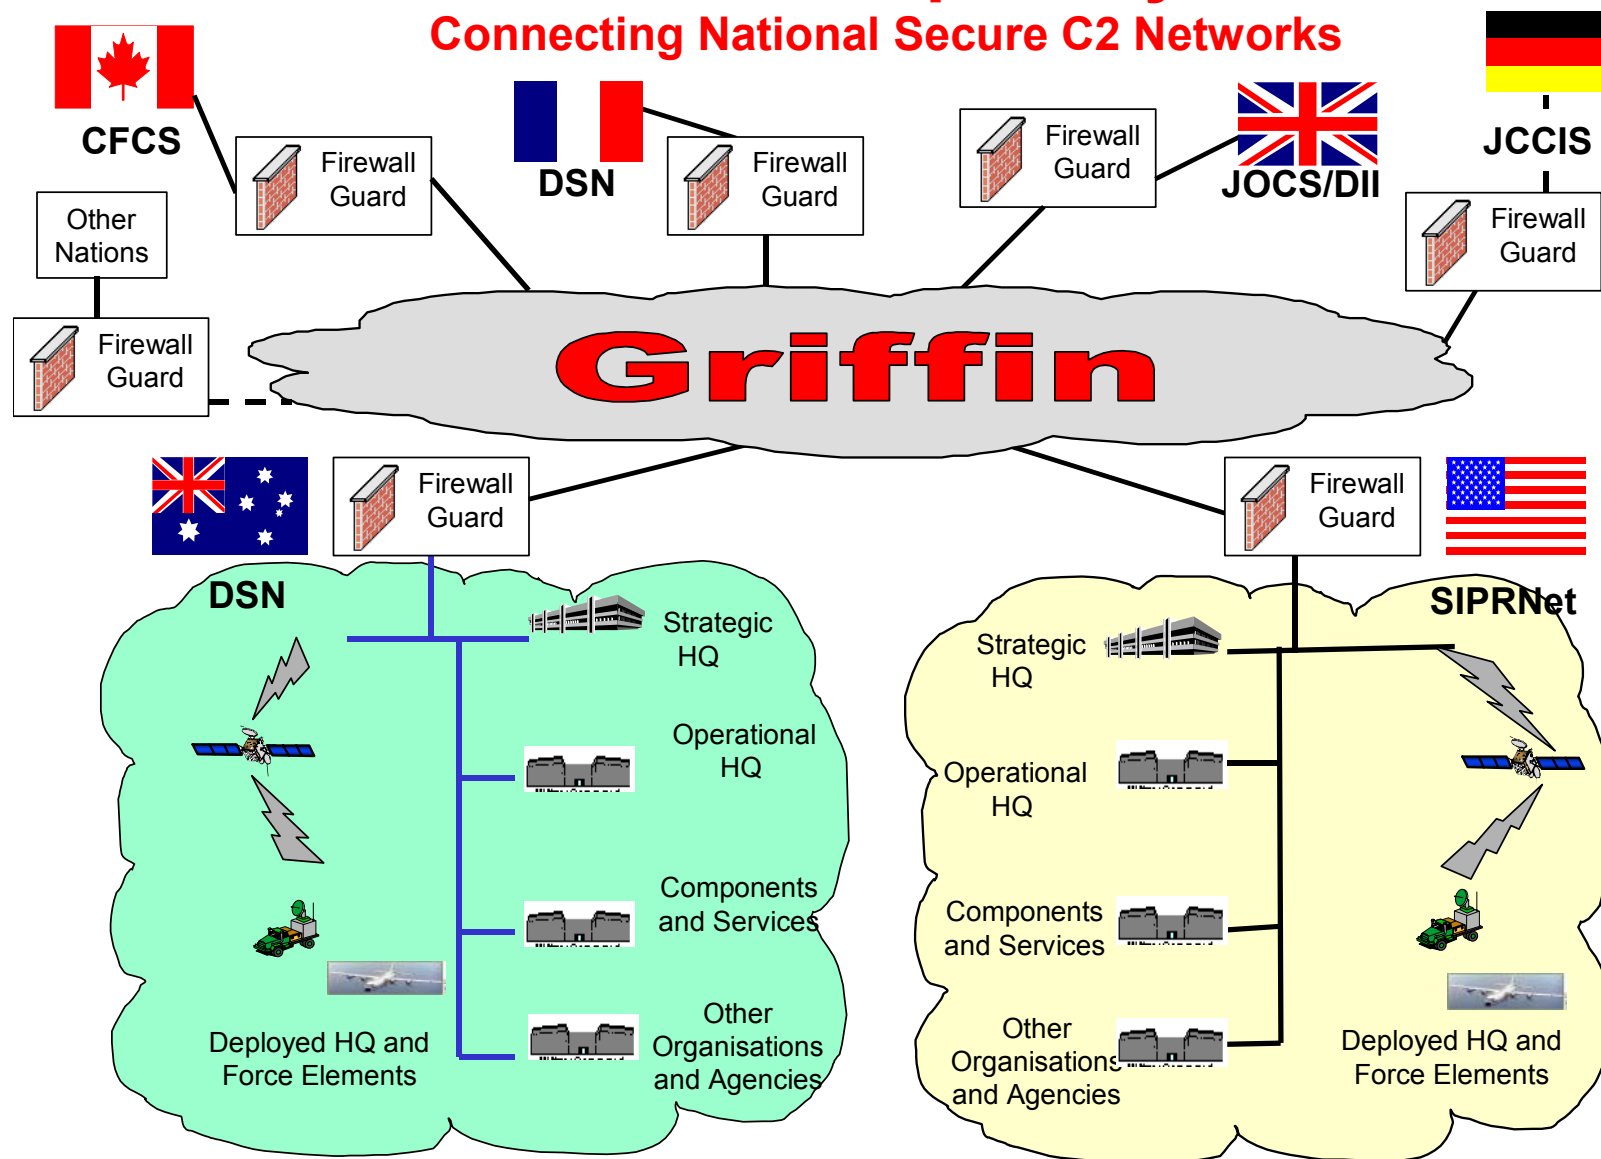 Connecting National Secure C2 Networks
CFCS
Firewall
Guard
DSN
Firewall
Guard
Firewall
Guard
JOCS/DII
JCCIS
Firewall
Guard
Other
Nations
Firewall
Guard
Griffin
Firewall
Guard
Firewall
Guard
DSN
Strategic
HQ
Operational
HQ
Components
and Services
Other
Organisations
and Agencies
Deployed HQ and
Force Elements
SIPRNet
Strategic
HQ
Operational
HQ
Components
and Services
Other
Organisations
and Agencies
Deployed HQ and
Force Elements